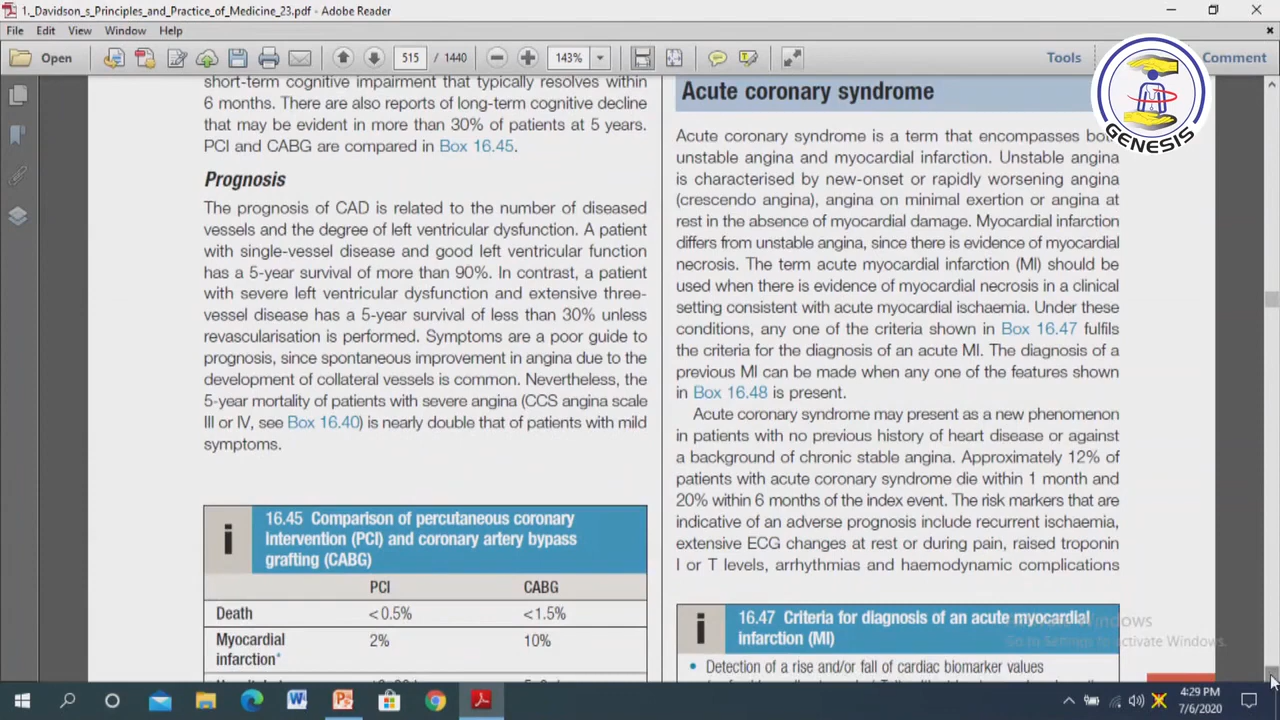 1._Davidson_s_Principles_and_Practice_of_Medicine_23.pdf - Adobe Reader
File Edit View Window Help
Open 515 / 1440 143% Tools Comment
GENESIS
short-term cognitive impairment that typically resolves within
6 months. There are also reports of long-term cognitive decline
that may be evident in more than 30% of patients at 5 years.
PCI and CABG are compared in Box 16.45.
Prognosis
The prognosis of CAD is related to the number of diseased
vessels and the degree of left ventricular dysfunction. A patient
with single-vessel disease and good left ventricular function
has a 5-year survival of more than 90%. In contrast, a patient
with severe left ventricular dysfunction and extensive three-
vessel disease has a 5-year survival of less than 30% unless
revascularisation is performed. Symptoms are a poor guide to
prognosis, since spontaneous improvement in angina due to the
development of collateral vessels is common. Nevertheless, the
5-year mortality of patients with severe angina (CCS angina scale
III or IV, see Box 16.40) is nearly double that of patients with mild
symptoms.
i
16.45 Comparison of percutaneous coronary
Intervention (PCI) and coronary artery bypass
grafting (CABG)
PCI CABG
Death <0.5% <1.5%
Myocardial 2% 10%
infarction*
Acute coronary syndrome
Acute coronary syndrome is a term that encompasses both
unstable angina and myocardial infarction. Unstable angina
is characterised by new-onset or rapidly worsening angina
(crescendo angina), angina on minimal exertion or angina at
rest in the absence of myocardial damage. Myocardial infarction
differs from unstable angina, since there is evidence of myocardial
necrosis. The term acute myocardial infarction (MI) should be
used when there is evidence of myocardial necrosis in a clinical
setting consistent with acute myocardial ischaemia. Under these
conditions, any one of the criteria shown in Box 16.47 fulfils
the criteria for the diagnosis of an acute MI. The diagnosis of a
previous MI can be made when any one of the features shown
in Box 16.48 is present.
Acute coronary syndrome may present as a new phenomenon
in patients with no previous history of heart disease or against
a background of chronic stable angina. Approximately 12% of
patients with acute coronary syndrome die within 1 month and
20% within 6 months of the index event. The risk markers that are
indicative of an adverse prognosis include recurrent ischaemia,
extensive ECG changes at rest or during pain, raised troponin
I or T levels, arrhythmias and haemodynamic complications
i
16.47 Criteria for diagnosis of an acute myocardial
infarction (MI)
• Detection of a rise and/or fall of cardiac biomarker values
Activate Windows
Go to Settings to activate Windows.
4:29 PM
7/6/2020